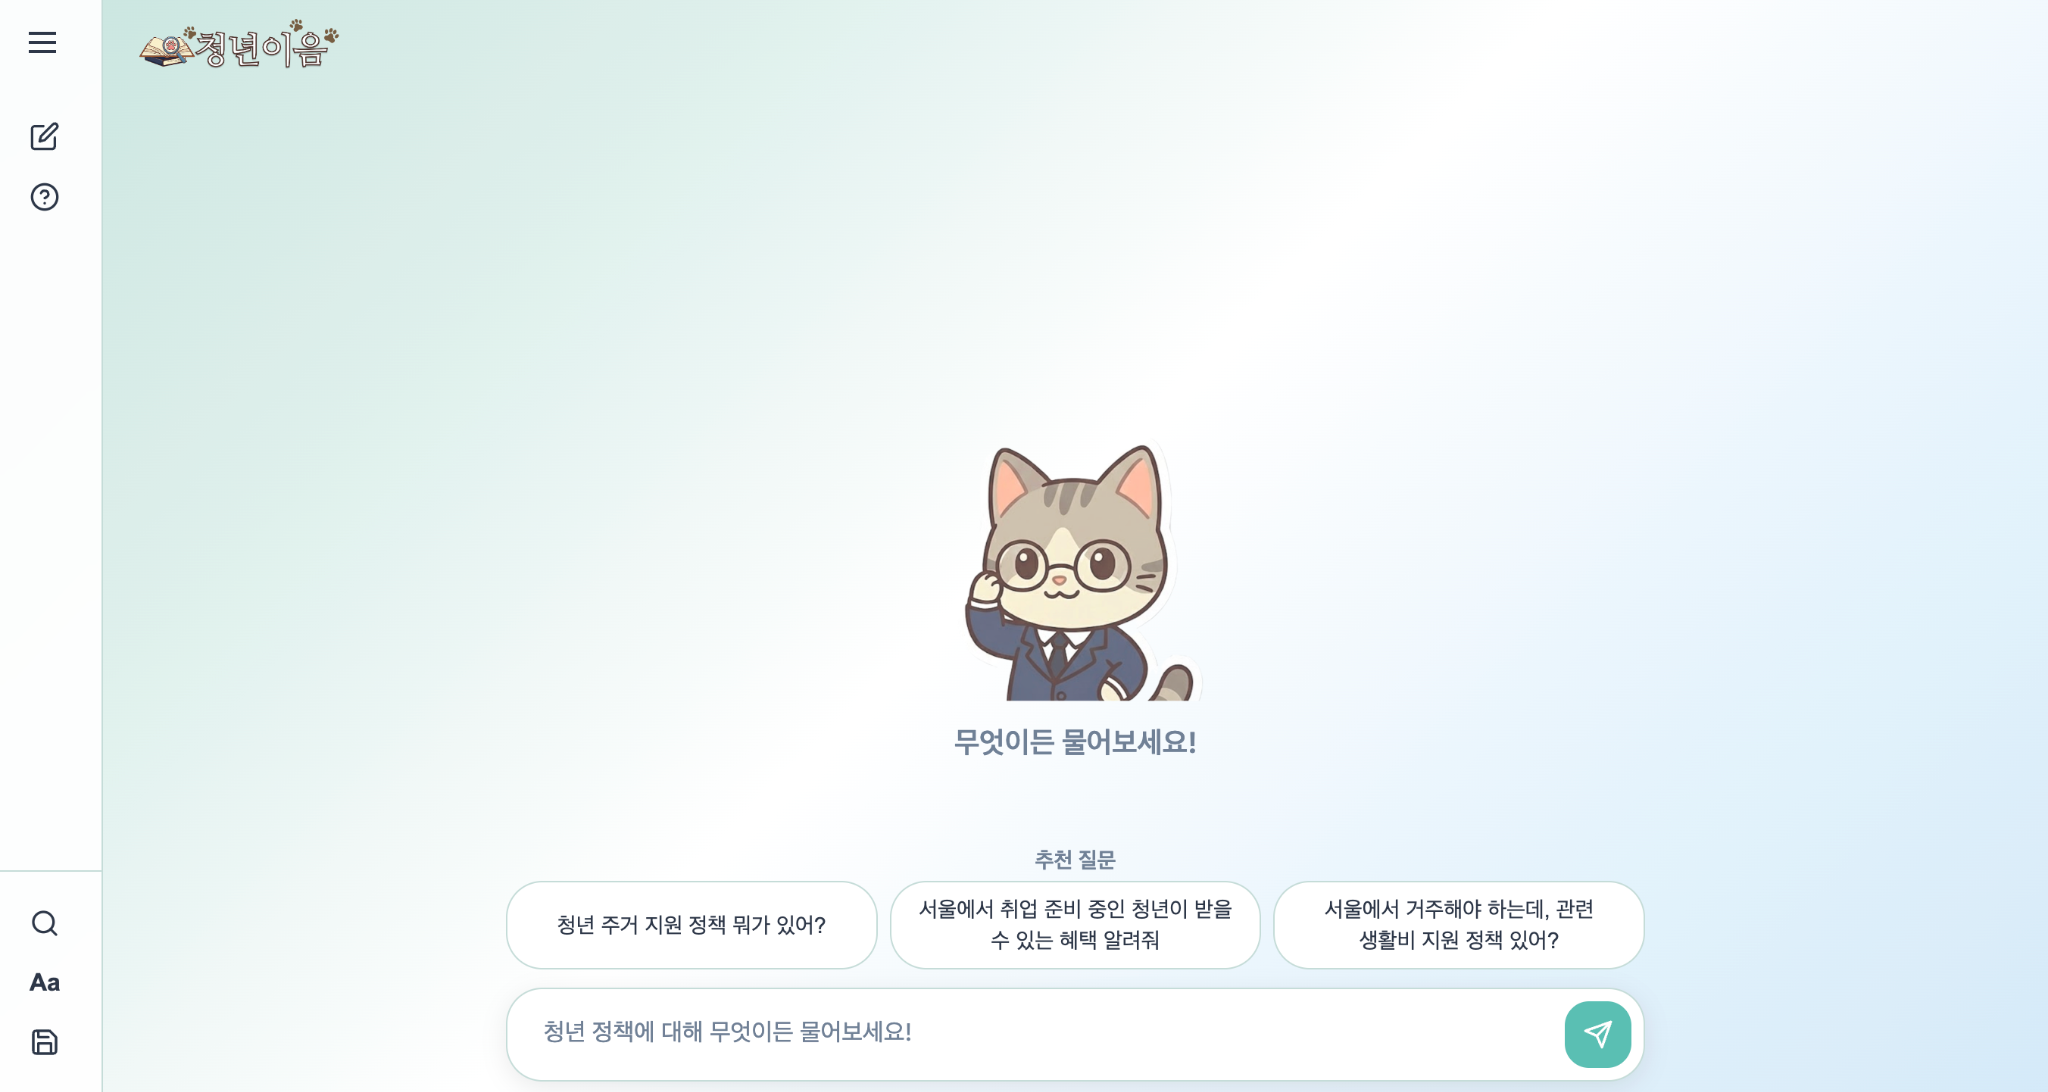 청년이음
무엇이든 물어보세요!
추천 질문
청년 주거 지원 정책 뭐가 있어?
서울에서 취업 준비 중인 청년이 받을
수 있는 혜택 알려줘
서울에서 거주해야 하는데, 관련
생활비 지원 정책 있어?
Aa
청년 정책에 대해 무엇이든 물어보세요!